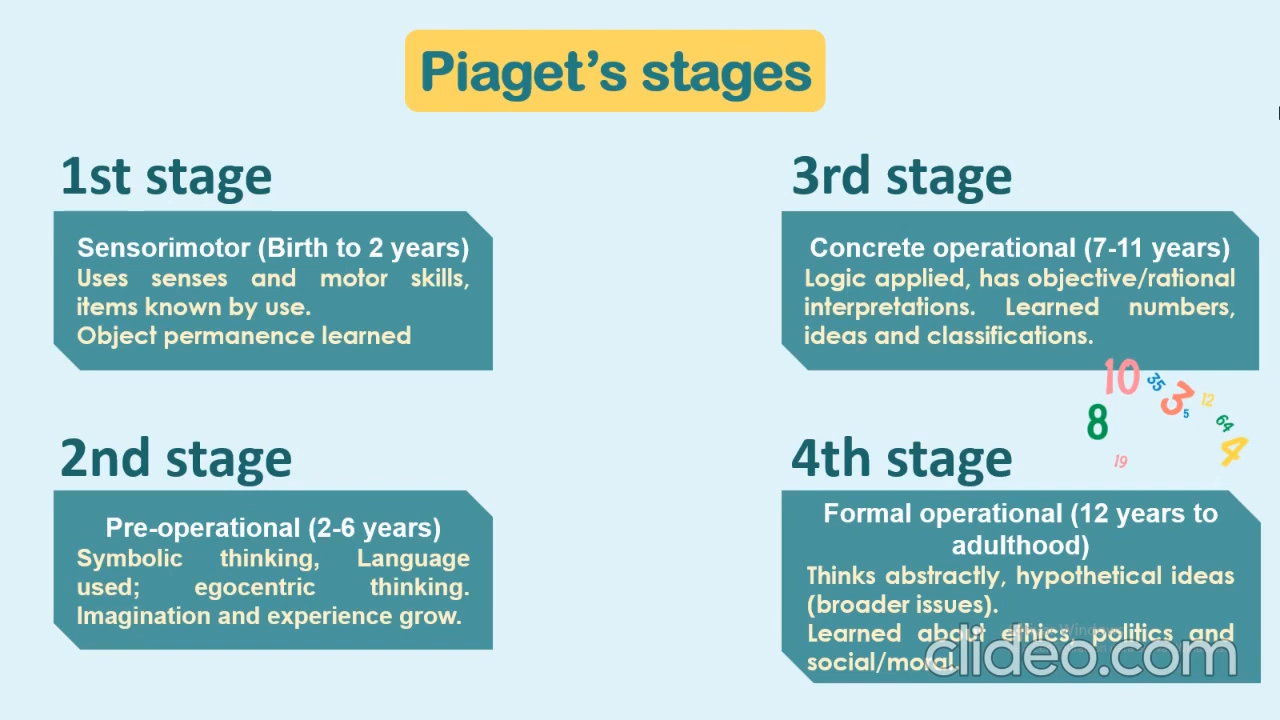 Piaget's stages
1st stage
Sensorimotor (Birth to 2 years)
Uses senses and motor skills,
items known by use.
Object permanence learned
2nd stage
Pre-operational (2-6 years)
Symbolic thinking, Language
used; egocentric thinking.
Imagination and experience grow.
3rd stage
Concrete operational (7-11 years)
Logic applied, has objective/rational
interpretations. Learned numbers,
ideas and classifications.
10
35
3
5
12
64
4
8
19
4th stage
Formal operational (12 years to
adulthood)
Thinks abstractly, hypothetical ideas
(broader issues).
Learned about ethics, politics and
social/moral.
Windows
clideo.com